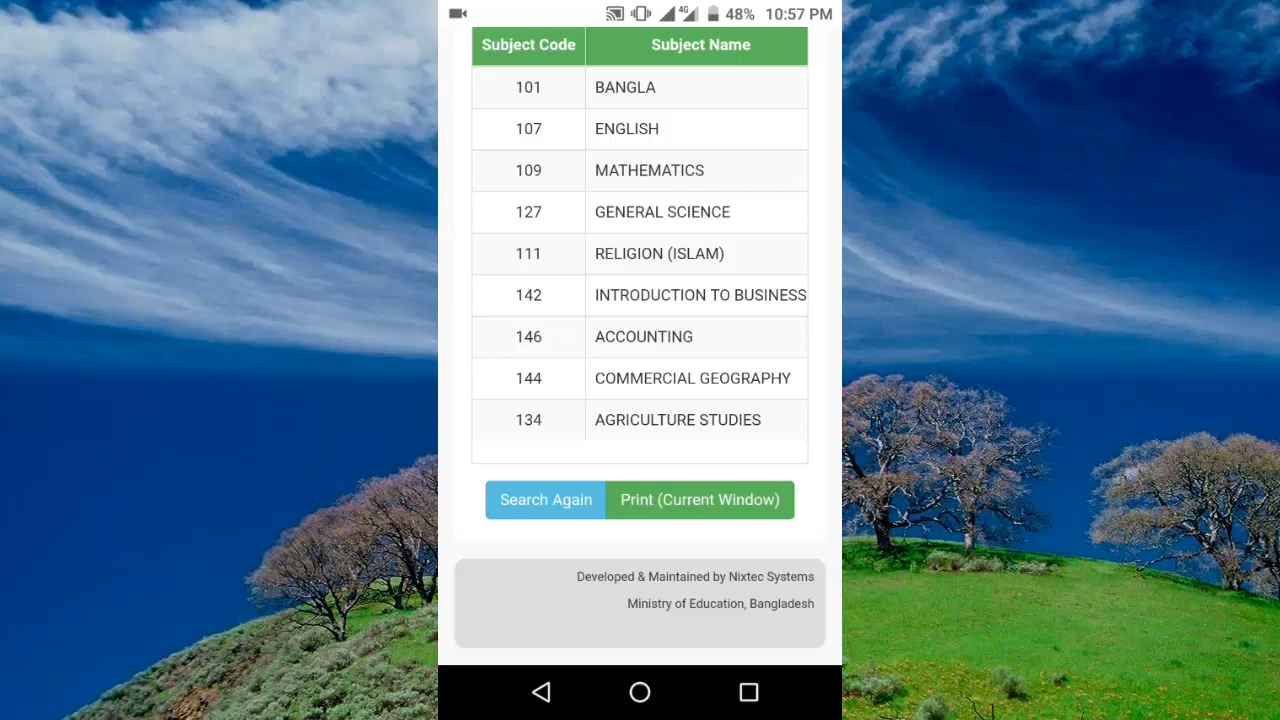 4G 48% 10:57 PM
Subject Code Subject Name
101 BANGLA
107 ENGLISH
109 MATHEMATICS
127 GENERAL SCIENCE
111 RELIGION (ISLAM)
142 INTRODUCTION TO BUSINESS
146 ACCOUNTING
144 COMMERCIAL GEOGRAPHY
134 AGRICULTURE STUDIES
Search Again Print (Current Window)
Developed & Maintained by Nixtec Systems
Ministry of Education, Bangladesh